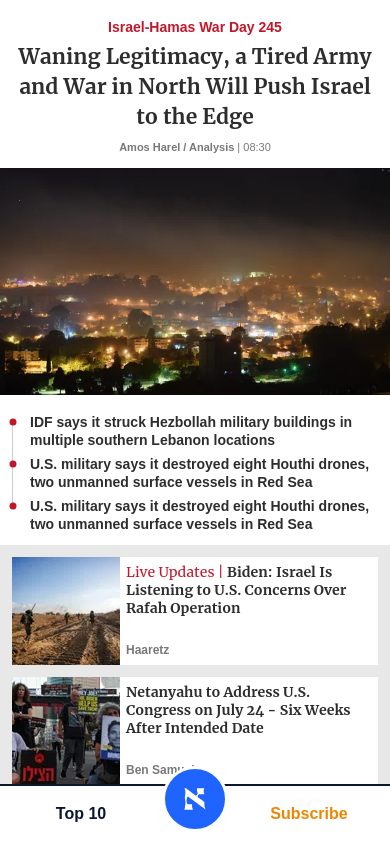 Israel-Hamas War Day 245
Waning Legitimacy, a Tired Army
and War in North Will Push Israel
to the Edge
Amos Harel / Analysis | 08:30
IDF says it struck Hezbollah military buildings in
multiple southern Lebanon locations
U.S. military says it destroyed eight Houthi drones,
two unmanned surface vessels in Red Sea
U.S. military says it destroyed eight Houthi drones,
two unmanned surface vessels in Red Sea
Live Updates | Biden: Israel Is
Listening to U.S. Concerns Over
Rafah Operation
Haaretz
Netanyahu to Address U.S.
Congress on July 24 - Six Weeks
After Intended Date
הצילו
Ben
Top 10
Subscribe